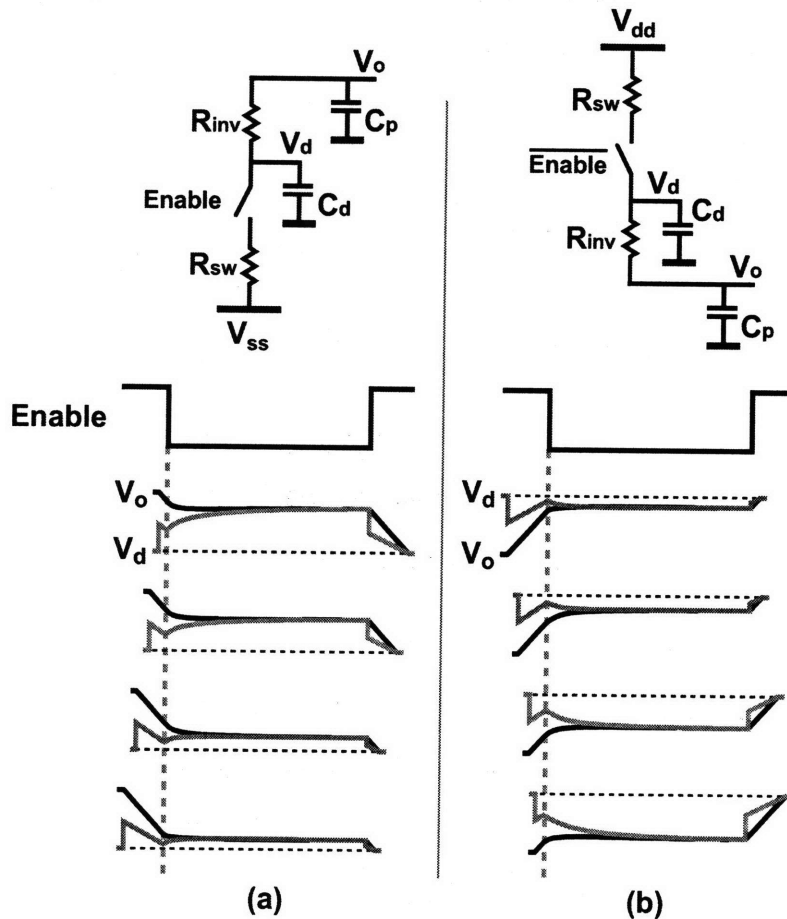 Vo
Rinv
Cp
Vd
Enable
Cd
Rsw
Vss
Vdd
Rsw
Enable
Vd
Cd
Rinv
Vo
Cp
Enable
Vo
Vd
Vd
Vo
(a)
(b)